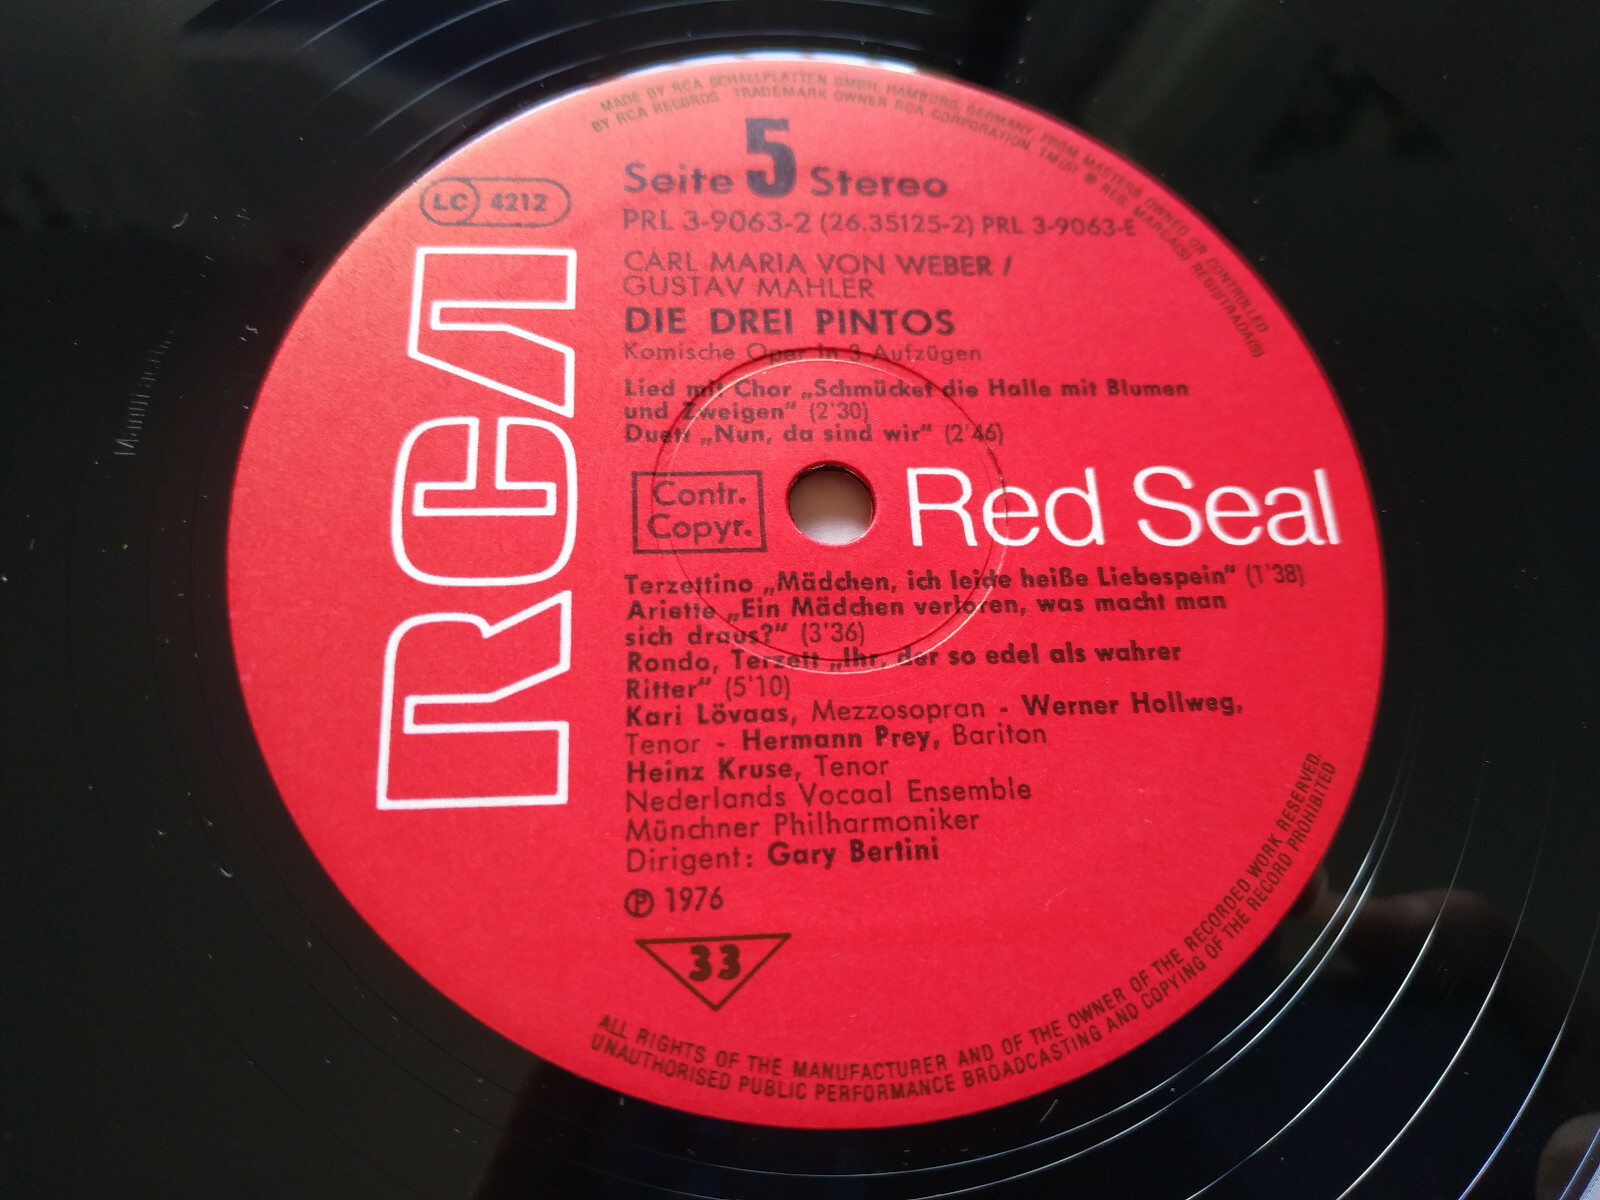 MADE BY RCA SCHALLPLATTEN GMBH, HAMBURG, GERMANY, FROM MASTERS OWNED OR CONTROLLED
BY RCA RECORDS · TRADEMARK OWNER RCA CORPORATION TM(S) ® REG. MARCA(S) REGISTRADA(S)
Seite 5 Stereo
LC 4212
PRL 3-9063-2 (26.35125-2) PRL 3-9063-E
CARL MARIA VON WEBER /
GUSTAV MAHLER
DIE DREI PINTOS
Komische Oper in 3 Aufzügen
Lied mit Chor „Schmücket die Halle mit Blumen
und Zweigen“ (2'30)
Duett „Nun, da sind wir“ (2'46)
RCA
Contr.
Copyr.
Red Seal
Terzettino „Mädchen, ich leide heiße Liebespein“ (1'38)
Ariette „Ein Mädchen verloren, was macht man
sich draus?“ (3'36)
Rondo, Terzett „Ihr, der so edel als wahrer
Ritter“ (5'10)
Kari Lövaas, Mezzosopran - Werner Hollweg,
Tenor - Hermann Prey, Bariton
Heinz Kruse, Tenor
Nederlands Vocaal Ensemble
Münchner Philharmoniker
Dirigent: Gary Bertini
℗ 1976
33
ALL RIGHTS OF THE MANUFACTURER AND OF THE OWNER OF THE RECORDED WORK RESERVED.
UNAUTHORISED PUBLIC PERFORMANCE BROADCASTING AND COPYING OF THE RECORD PROHIBITED